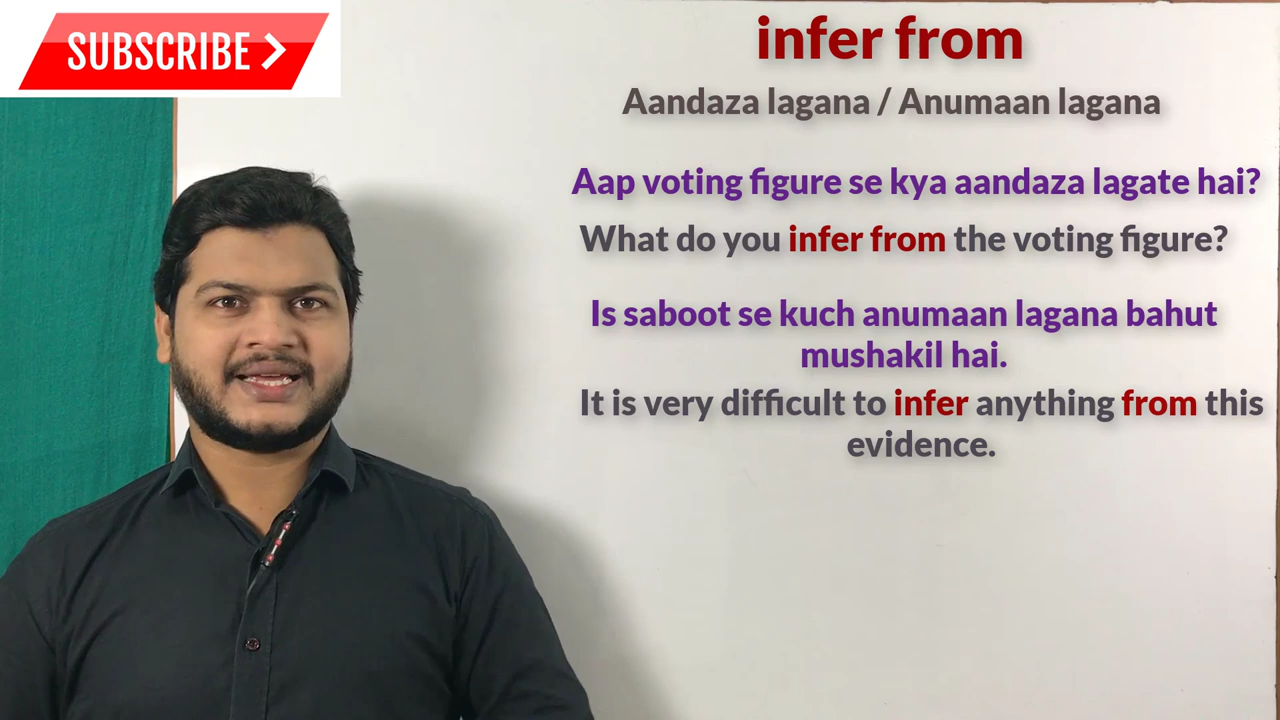 SUBSCRIBE
infer from
Aandaza lagana / Anumaan lagana
Aap voting figure se kya aandaza lagate hai?
What do you infer from the voting figure?
Is saboot se kuch anumaan lagana bahut
mushakil hai.
It is very difficult to infer anything from this
evidence.